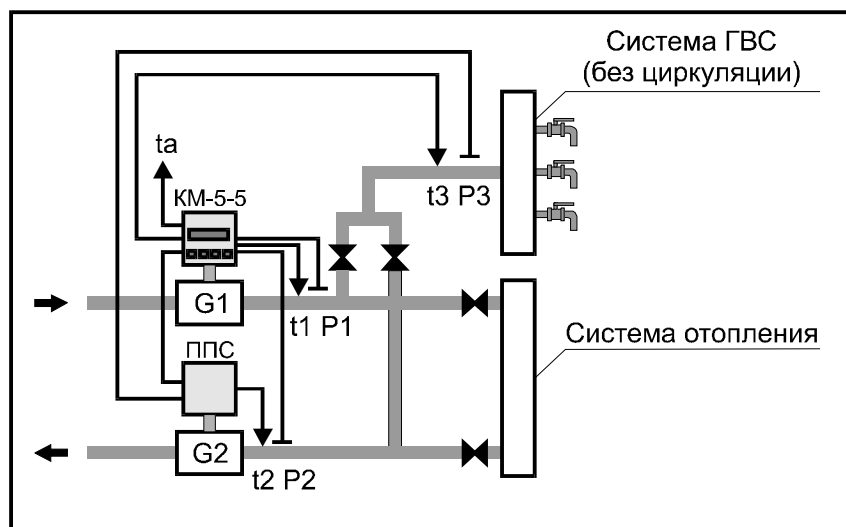 Система ГВС
(без циркуляции)
ta
КМ-5-5
t3 P3
G1
t1 P1
ППС
Система отопления
G2
t2 P2